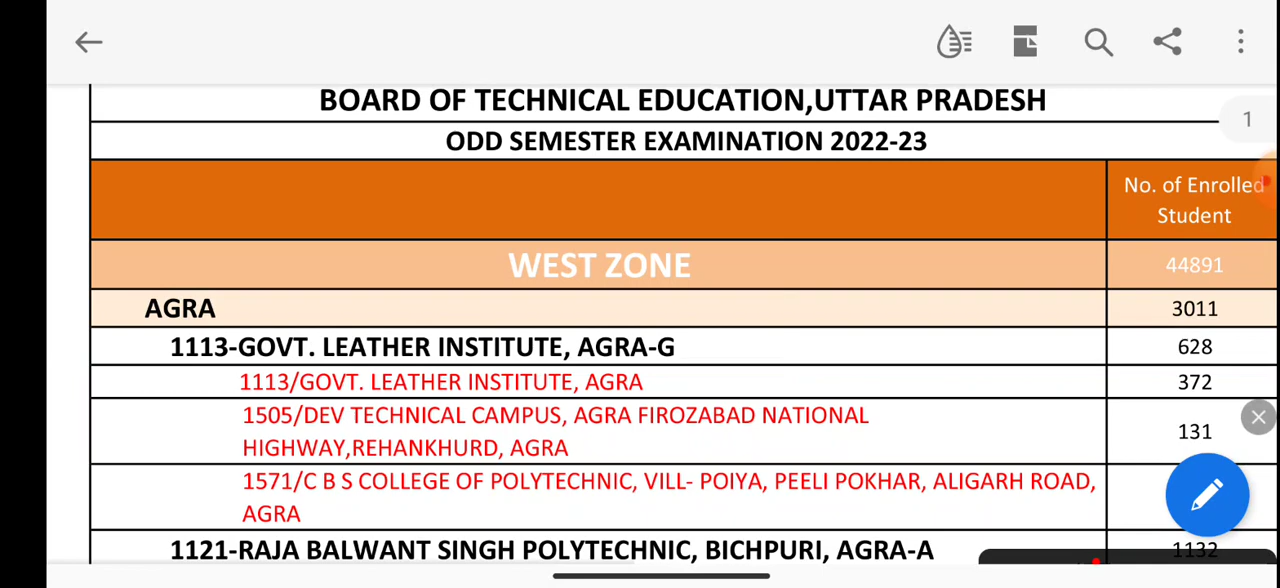 BOARD OF TECHNICAL EDUCATION,UTTAR PRADESH
1
ODD SEMESTER EXAMINATION 2022-23
No. of Enrolled
Student
WEST ZONE 44891
AGRA 3011
1113-GOVT. LEATHER INSTITUTE, AGRA-G 628
1113/GOVT. LEATHER INSTITUTE, AGRA 372
1505/DEV TECHNICAL CAMPUS, AGRA FIROZABAD NATIONAL
HIGHWAY,REHANKHURD, AGRA 131
1571/C B S COLLEGE OF POLYTECHNIC, VILL- POIYA, PEELI POKHAR, ALIGARH ROAD,
AGRA
1121-RAJA BALWANT SINGH POLYTECHNIC, BICHPURI, AGRA-A 1132